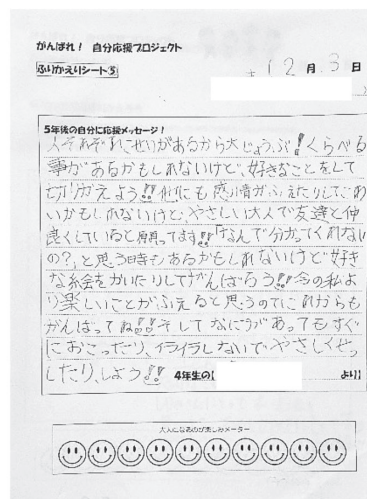 がんばれ！ 自分応援プロジェクト
ふりかえりシート⑤
12月3日
5年後の自分に応援メッセージ！
人ぞれぞれこせいがあるから大じょうぶ！くらべる
事があるかもしれないけど、好きなことをして
切りかえよう!!他にも感情がふえたりしてこわ
いかもしれないけど、やさしい大人で友達と仲
良くしていると願ってます!!「なんで分かってくれない
の?」と思う時もあるかもしれないけど好き
な絵をかいたりしてがんばろう!!今の私よ
り楽しいことがふえると思うのでこれからも
がんばってね!!そしてなにかがあってもすぐ
におこったり、イライラしないでやさしくせっ
したり、しよう!!
4年生の【 より】
大人になるのが楽しみメーター